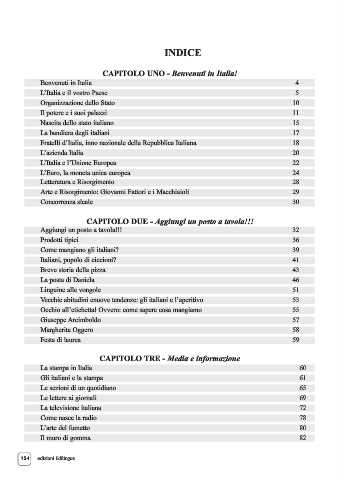 INDICE
CAPITOLO UNO - Benvenuti in Italia!
Benvenuti in Italia 4
L'Italia e il vostro Paese 5
Organizzazione dello Stato 10
Il potere e i suoi palazzi 11
Nascita dello stato italiano 15
La bandiera degli italiani 17
Fratelli d'Italia, inno nazionale della Repubblica Italiana 18
L'azienda Italia 20
L'Italia e l'Unione Europea 22
L'Euro, la moneta unica europea 24
Letteratura e Risorgimento 28
Arte e Risorgimento: Giovanni Fattori e i Macchiaioli 29
Concorrenza sleale 30
CAPITOLO DUE - Aggiungi un posto a tavola!!!
Aggiungi un posto a tavola!!! 32
Prodotti tipici 36
Come mangiano gli italiani? 39
Italiani, popolo di ciccioni? 41
Breve storia della pizza 43
La posta di Daniela 46
Linguine alle vongole 51
Vecchie abitudini e nuove tendenze: gli italiani e l'aperitivo 53
Occhio all'etichetta! Ovvero: come sapere cosa mangiamo 55
Giuseppe Arcimboldo 57
Margherita Oggero 58
Festa di laurea 59
CAPITOLO TRE - Media e informazione
La stampa in Italia 60
Gli italiani e la stampa 61
Le sezioni di un quotidiano 65
Le lettere ai giornali 69
La televisione italiana 72
Come nasce la radio 78
L'arte del fumetto 80
Il muro di gomma 82
154 edizioni Edilingua